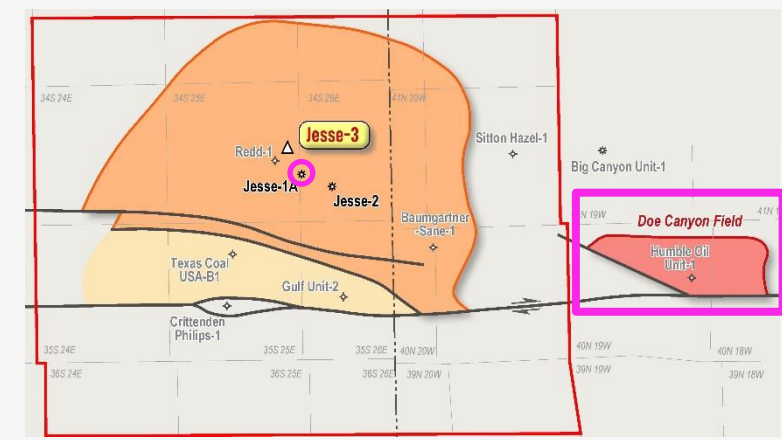 34S 24E
34S 25E
34S 26E
41N 20W
Jesse-3
Redd-1
Sitton Hazel-1
Big Canyon Unit-1
Jesse-1A
Jesse-2
Baumgartner
-Sane-1
N 19W
41N 1
Doe Canyon Field
Humble Oil
Unit-1
Texas Coal
USA-B1
Gulf Unit-2
Crittenden
Philips-1
35S 24E
35S 25E
35S 26E
40N 20W
40N 19W
40N 18W
36S 24E
36S 25E
36S 26E
39N 20W
39N 19W
39N 18W